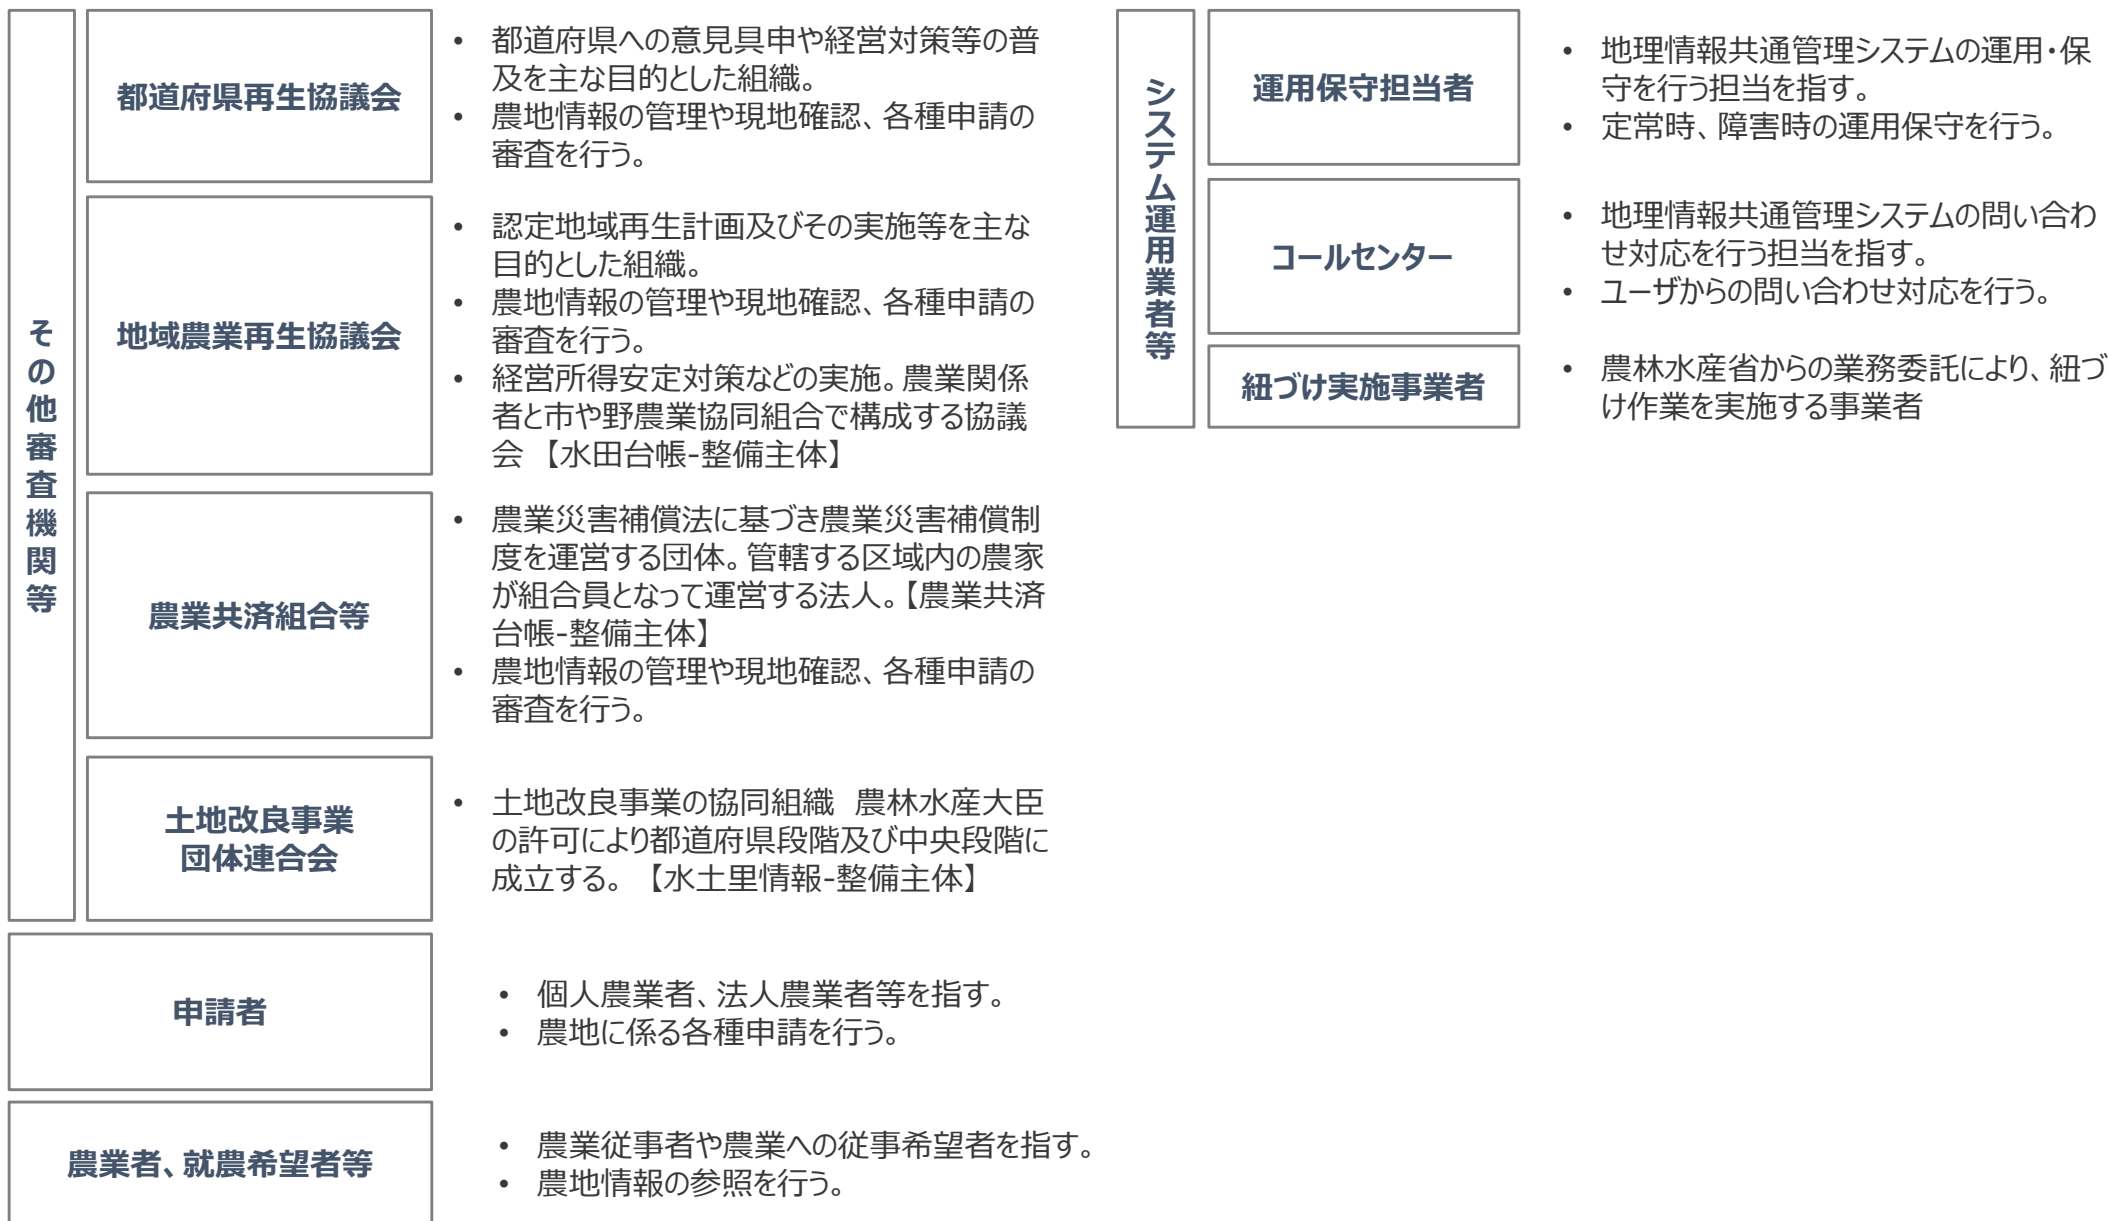 その他審査機関等
都道府県再生協議会
• 都道府県への意見具申や経営対策等の普
及を主な目的とした組織。
• 農地情報の管理や現地確認、各種申請の
審査を行う。
地域農業再生協議会
• 認定地域再生計画及びその実施等を主な
目的とした組織。
• 農地情報の管理や現地確認、各種申請の
審査を行う。
• 経営所得安定対策などの実施。農業関係
者と市や野農業協同組合で構成する協議
会 【水田台帳-整備主体】
農業共済組合等
• 農業災害補償法に基づき農業災害補償制
度を運営する団体。管轄する区域内の農家
が組合員となって運営する法人。【農業共済
台帳-整備主体】
• 農地情報の管理や現地確認、各種申請の
審査を行う。
土地改良事業
団体連合会
• 土地改良事業の協同組織　農林水産大臣
の許可により都道府県段階及び中央段階に
成立する。 【水土里情報-整備主体】
申請者
• 個人農業者、法人農業者等を指す。
• 農地に係る各種申請を行う。
農業者、就農希望者等
• 農業従事者や農業への従事希望者を指す。
• 農地情報の参照を行う。
システム運用業者等
運用保守担当者
• 地理情報共通管理システムの運用・保
守を行う担当を指す。
• 定常時、障害時の運用保守を行う。
コールセンター
• 地理情報共通管理システムの問い合わ
せ対応を行う担当を指す。
• ユーザからの問い合わせ対応を行う。
紐づけ実施事業者
• 農林水産省からの業務委託により、紐づ
け作業を実施する事業者